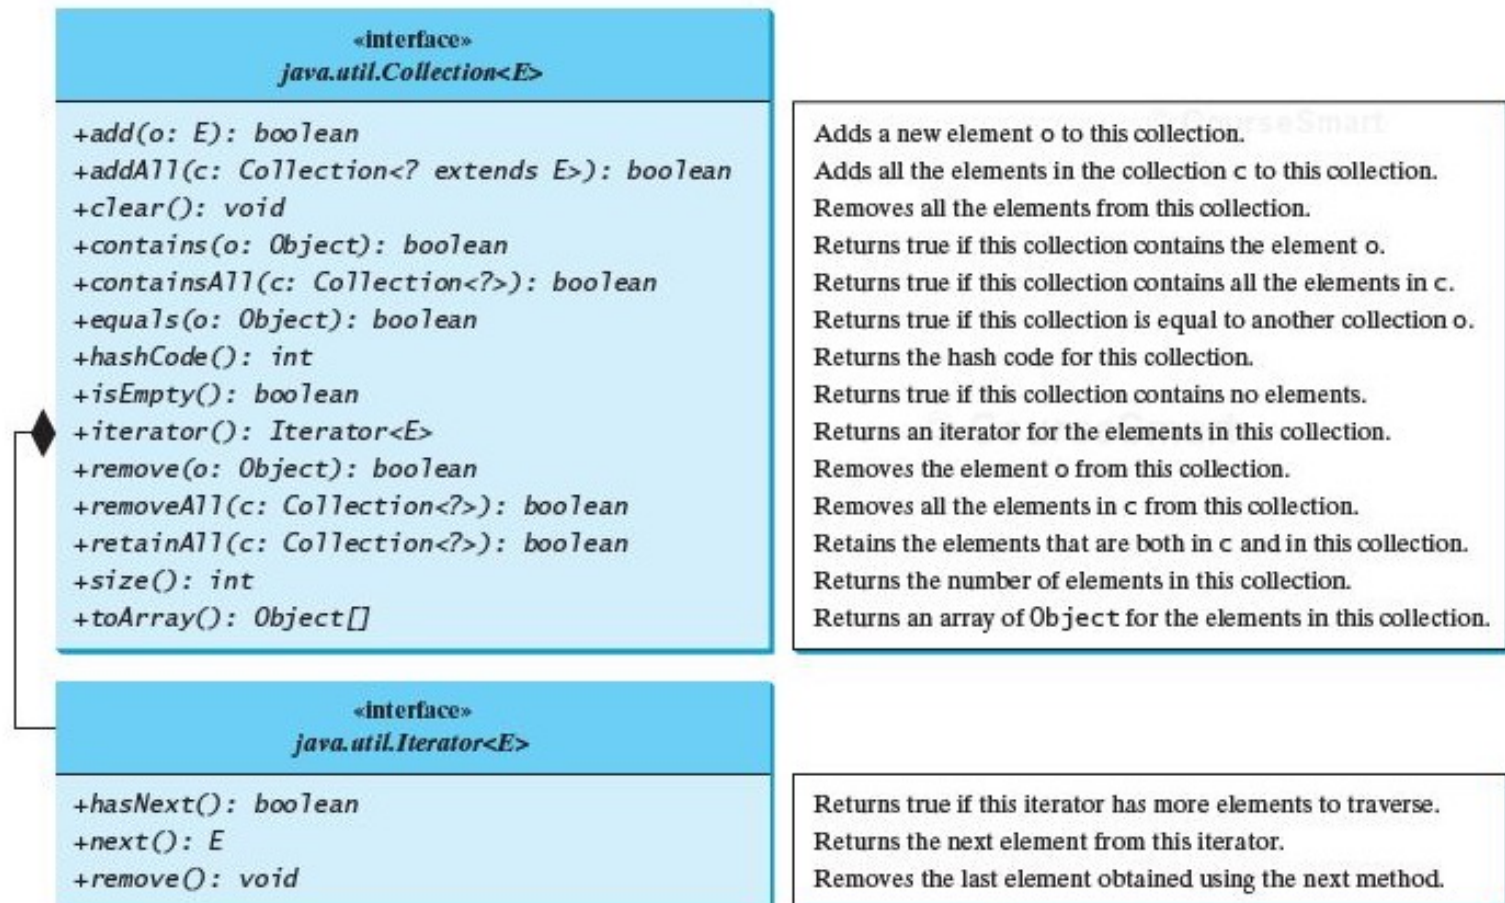 «interface»
java.util.Collection<E>
+add(o: E): boolean
Adds a new element o to this collection.
+addAll(c: Collection<? extends E>): boolean
Adds all the elements in the collection c to this collection.
+clear(): void
Removes all the elements from this collection.
+contains(o: Object): boolean
Returns true if this collection contains the element o.
+containsAll(c: Collection<?>): boolean
Returns true if this collection contains all the elements in c.
+equals(o: Object): boolean
Returns true if this collection is equal to another collection o.
+hashCode(): int
Returns the hash code for this collection.
+isEmpty(): boolean
Returns true if this collection contains no elements.
+iterator(): Iterator<E>
Returns an iterator for the elements in this collection.
+remove(o: Object): boolean
Removes the element o from this collection.
+removeAll(c: Collection<?>): boolean
Removes all the elements in c from this collection.
+retainAll(c: Collection<?>): boolean
Retains the elements that are both in c and in this collection.
+size(): int
Returns the number of elements in this collection.
+toArray(): Object[]
Returns an array of Object for the elements in this collection.
«interface»
java.util.Iterator<E>
+hasNext(): boolean
Returns true if this iterator has more elements to traverse.
+next(): E
Returns the next element from this iterator.
+remove(): void
Removes the last element obtained using the next method.